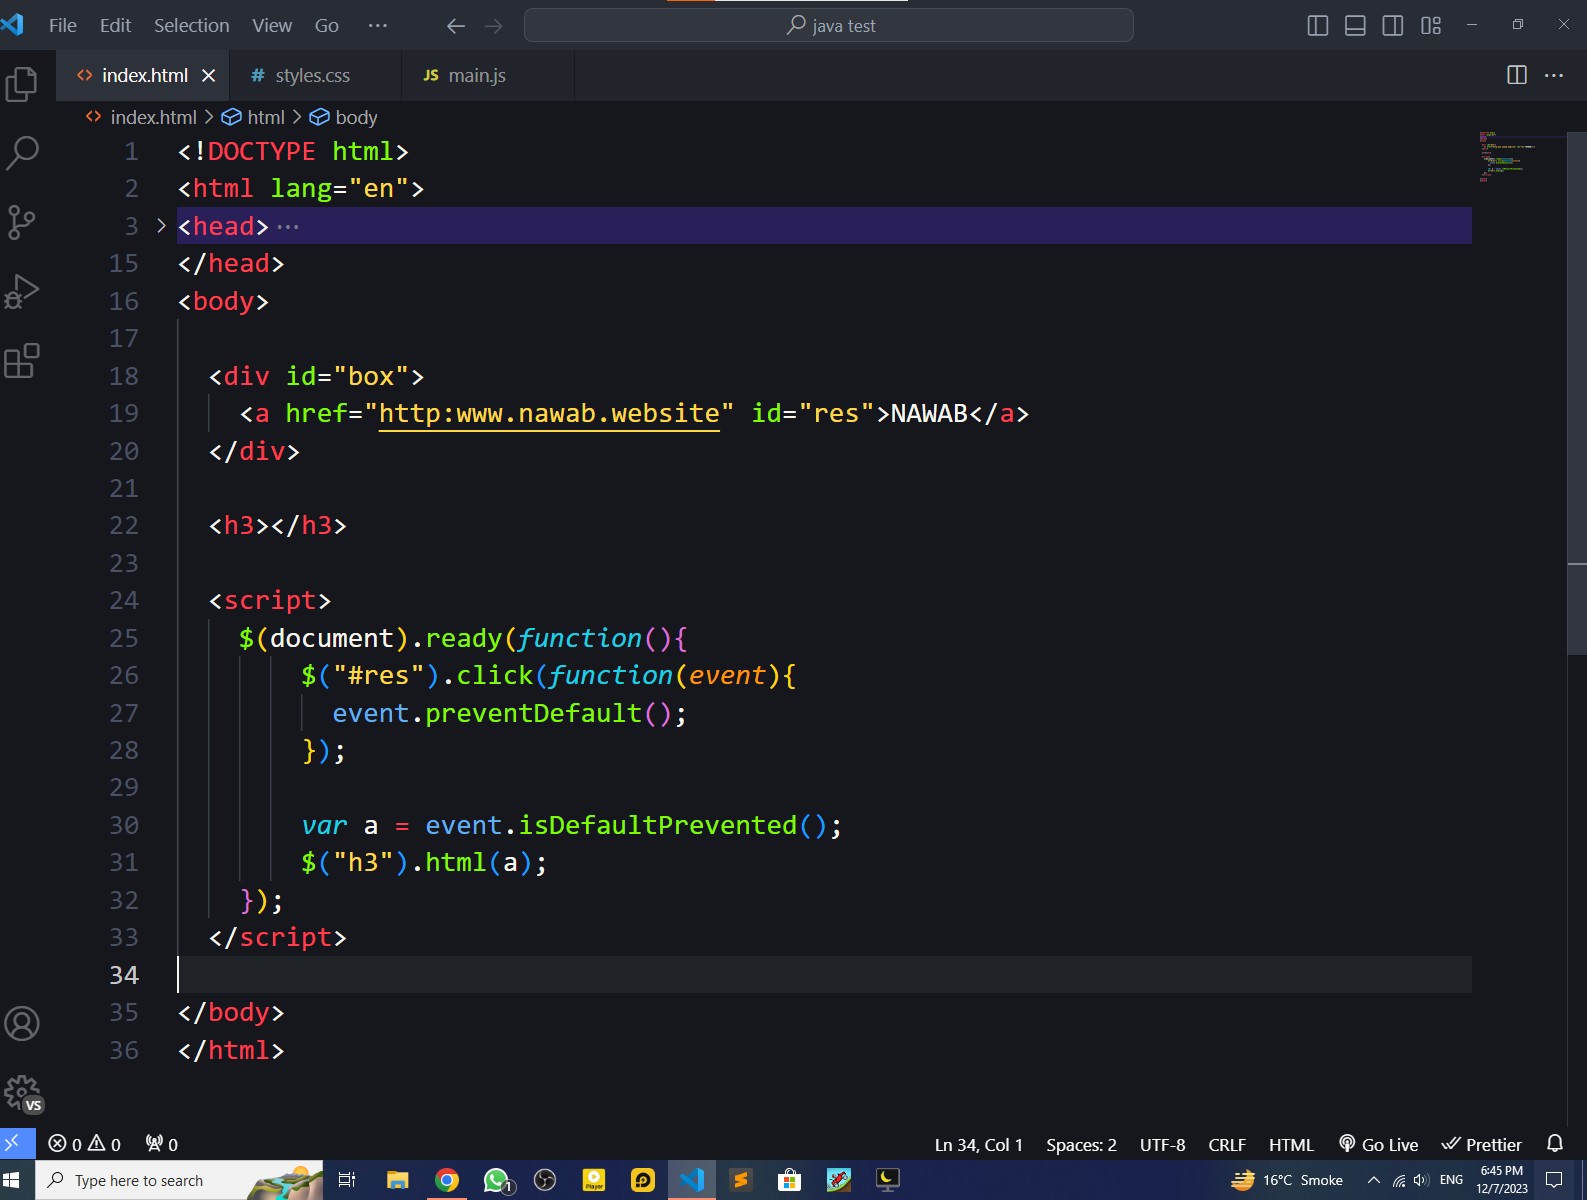 File Edit Selection View Go ··· java test
index.html # styles.css JS main.js
index.html > html > body
1 <!DOCTYPE html>
2 <html lang="en">
3 <head>···
15 </head>
16 <body>
17
18 <div id="box">
19 <a href="http:www.nawab.website" id="res">NAWAB</a>
20 </div>
21
22 <h3></h3>
23
24 <script>
25 $(document).ready(function(){
26 $("#res").click(function(event){
27 event.preventDefault();
28 });
29
30 var a = event.isDefaultPrevented();
31 $("h3").html(a);
32 });
33 </script>
34
35 </body>
36 </html>
VS
0 0 0 Ln 34, Col 1 Spaces: 2 UTF-8 CRLF HTML Go Live Prettier
Type here to search 1 Player 16°C Smoke ENG 6:45 PM
12/7/2023